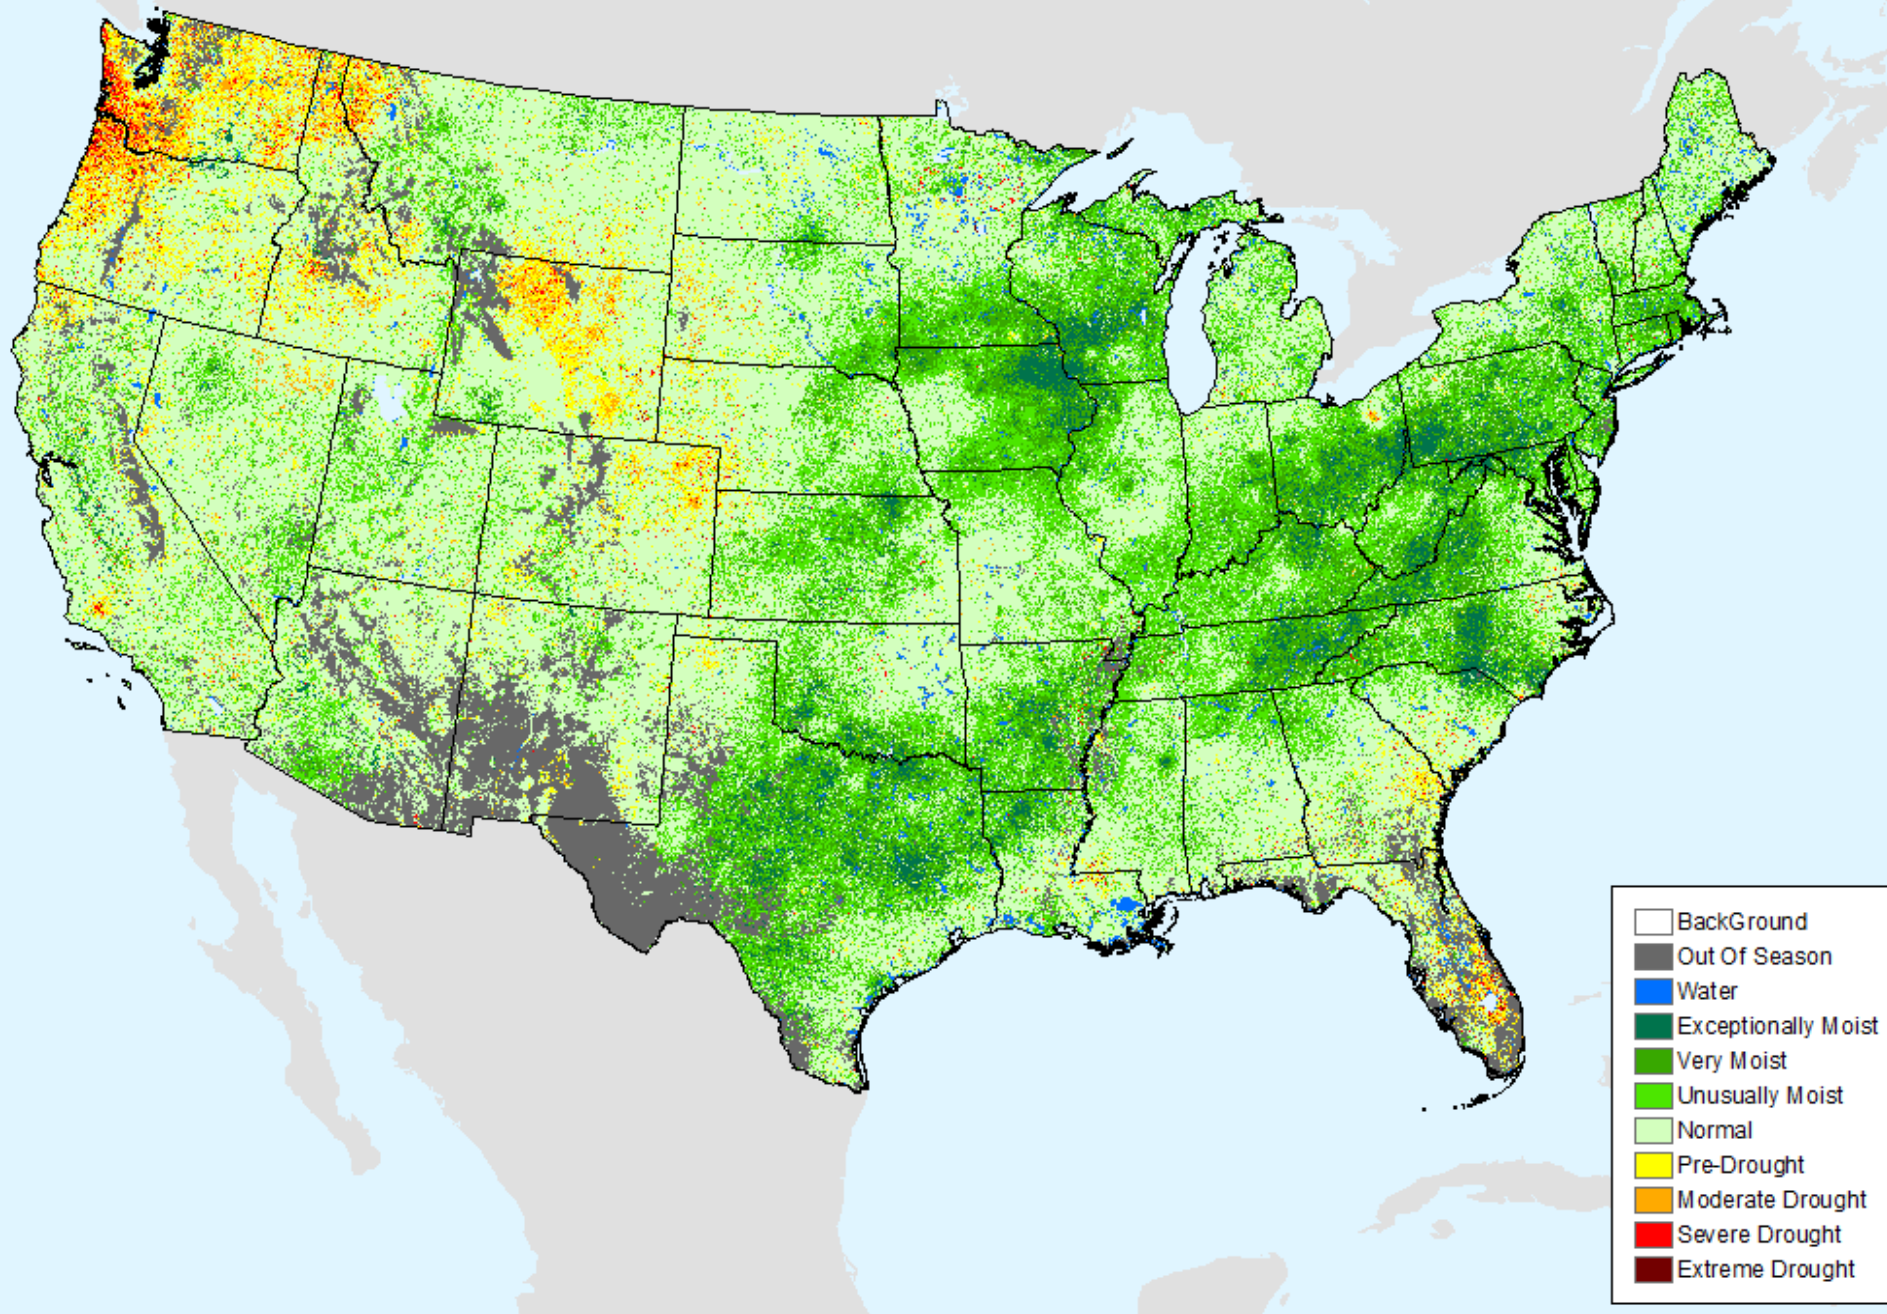 BackGround
Out Of Season
Water
Exceptionally Moist
Very Moist
Unusually Moist
Normal
Pre-Drought
Moderate Drought
Severe Drought
Extreme Drought